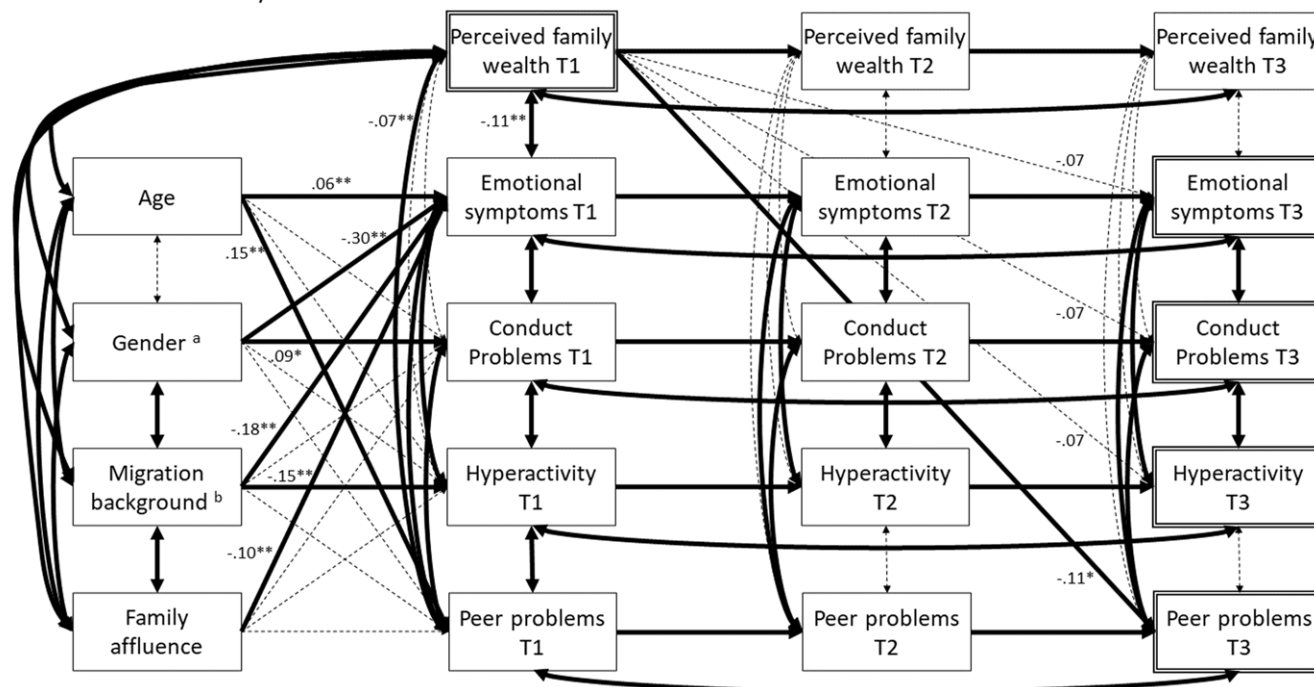 Perceived family
wealth T1
Perceived family
wealth T2
Perceived family
wealth T3
-.07**
-.11**
Age
.06**
Emotional
symptoms T1
Emotional
symptoms T2
-.07
Emotional
symptoms T3
-.30**
.15**
Gender a
.09*
Conduct
Problems T1
Conduct
Problems T2
-.07
Conduct
Problems T3
-.18**
-.07
Migration
background b
-.15**
Hyperactivity
T1
Hyperactivity
T2
Hyperactivity
T3
-.10**
-.11*
Family
affluence
Peer problems
T1
Peer problems
T2
Peer problems
T3